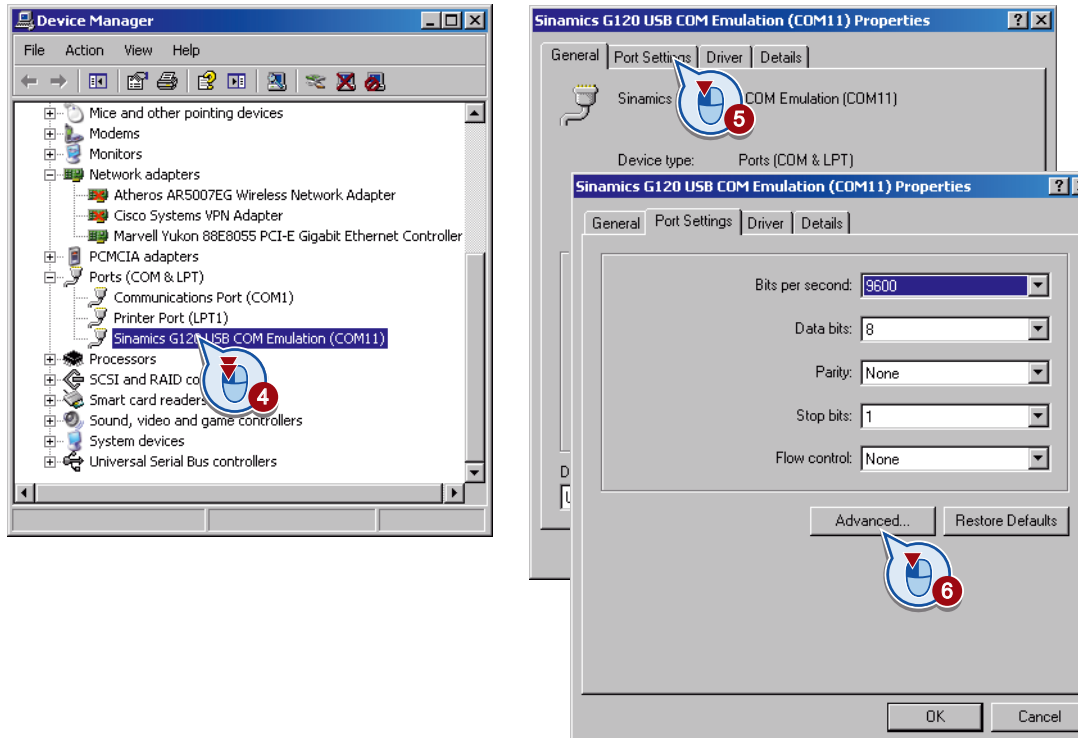 Device Manager
File Action View Help
Mice and other pointing devices
Modems
Monitors
Network adapters
Atheros AR5007EG Wireless Network Adapter
Cisco Systems VPN Adapter
Marvell Yukon 88E8055 PCI-E Gigabit Ethernet Controller
PCMCIA adapters
Ports (COM & LPT)
Communications Port (COM1)
Printer Port (LPT1)
Sinamics G120 USB COM Emulation (COM11)
Processors
SCSI and RAID co
Smart card readers
4
Sound, video and game controllers
System devices
Universal Serial Bus controllers
Sinamics G120 USB COM Emulation (COM11) Properties
General Port Settings Driver Details
Sinamics COM Emulation (COM11)
5
Device type: Ports (COM & LPT)
D
Sinamics G120 USB COM Emulation (COM11) Properties
General Port Settings Driver Details
Bits per second: 9600
Data bits: 8
Parity: None
Stop bits: 1
Flow control: None
Advanced... Restore Defaults
6
OK Cancel